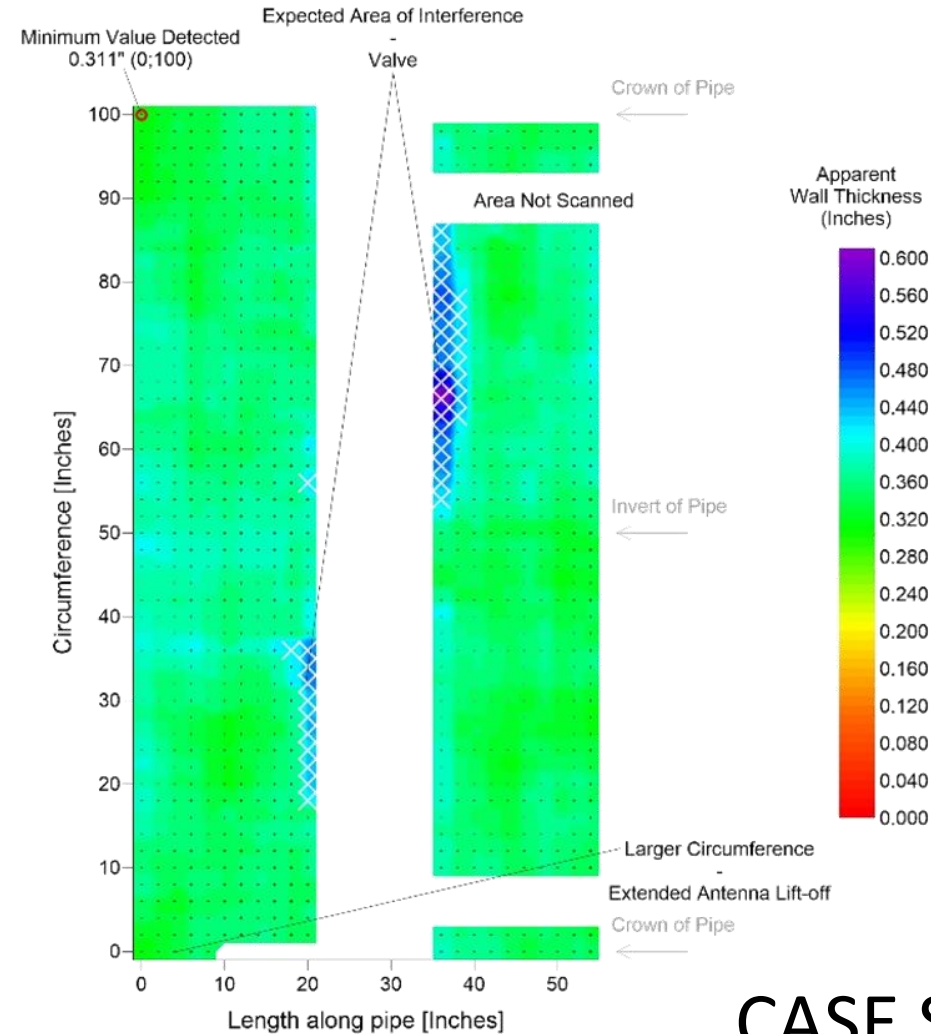 Expected Area of Interference
-
Valve
Minimum Value Detected
0.311" (0;100)
Crown of Pipe
Area Not Scanned
Apparent
Wall Thickness
(Inches)
Invert of Pipe
Larger Circumference
-
Extended Antenna Lift-off
Crown of Pipe
Circumference [Inches]
100
90
80
70
60
50
40
30
20
10
0
0 10 20 30 40 50
Length along pipe [Inches]
0.600
0.560
0.520
0.480
0.440
0.400
0.360
0.320
0.280
0.240
0.200
0.160
0.120
0.080
0.040
0.000
CASE